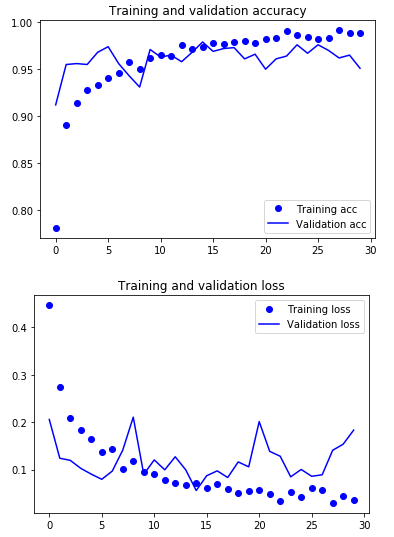 Training and validation accuracy
1.00
0.95
0.90
0.85
0.80
Training acc
Validation acc
0 5 10 15 20 25 30
Training and validation loss
0.4
0.3
0.2
0.1
Training loss
Validation loss
0 5 10 15 20 25 30